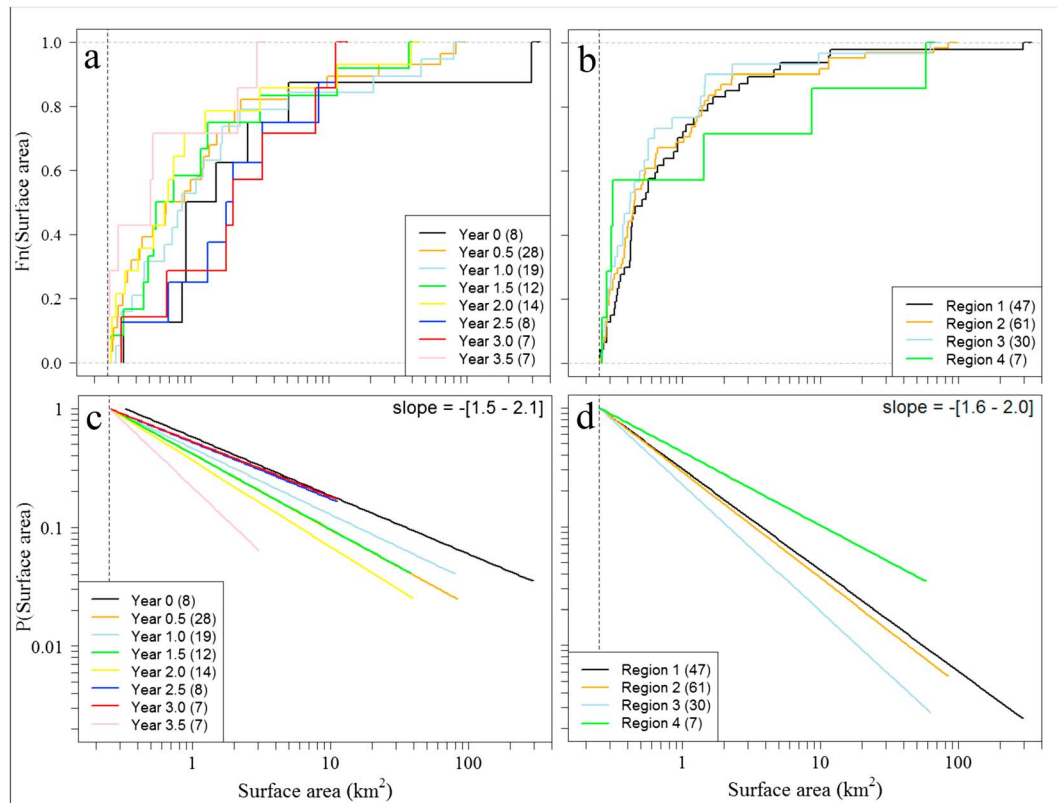 a
Fn(Surface area)
0.0
0.2
0.4
0.6
0.8
1.0
Year 0 (8)
Year 0.5 (28)
Year 1.0 (19)
Year 1.5 (12)
Year 2.0 (14)
Year 2.5 (8)
Year 3.0 (7)
Year 3.5 (7)
b
Region 1 (47)
Region 2 (61)
Region 3 (30)
Region 4 (7)
c
slope = -[1.5 - 2.1]
P(Surface area)
1
0.1
0.01
Year 0 (8)
Year 0.5 (28)
Year 1.0 (19)
Year 1.5 (12)
Year 2.0 (14)
Year 2.5 (8)
Year 3.0 (7)
Year 3.5 (7)
1 10 100
Surface area (km²)
d
slope = -[1.6 - 2.0]
Region 1 (47)
Region 2 (61)
Region 3 (30)
Region 4 (7)
1 10 100
Surface area (km²)